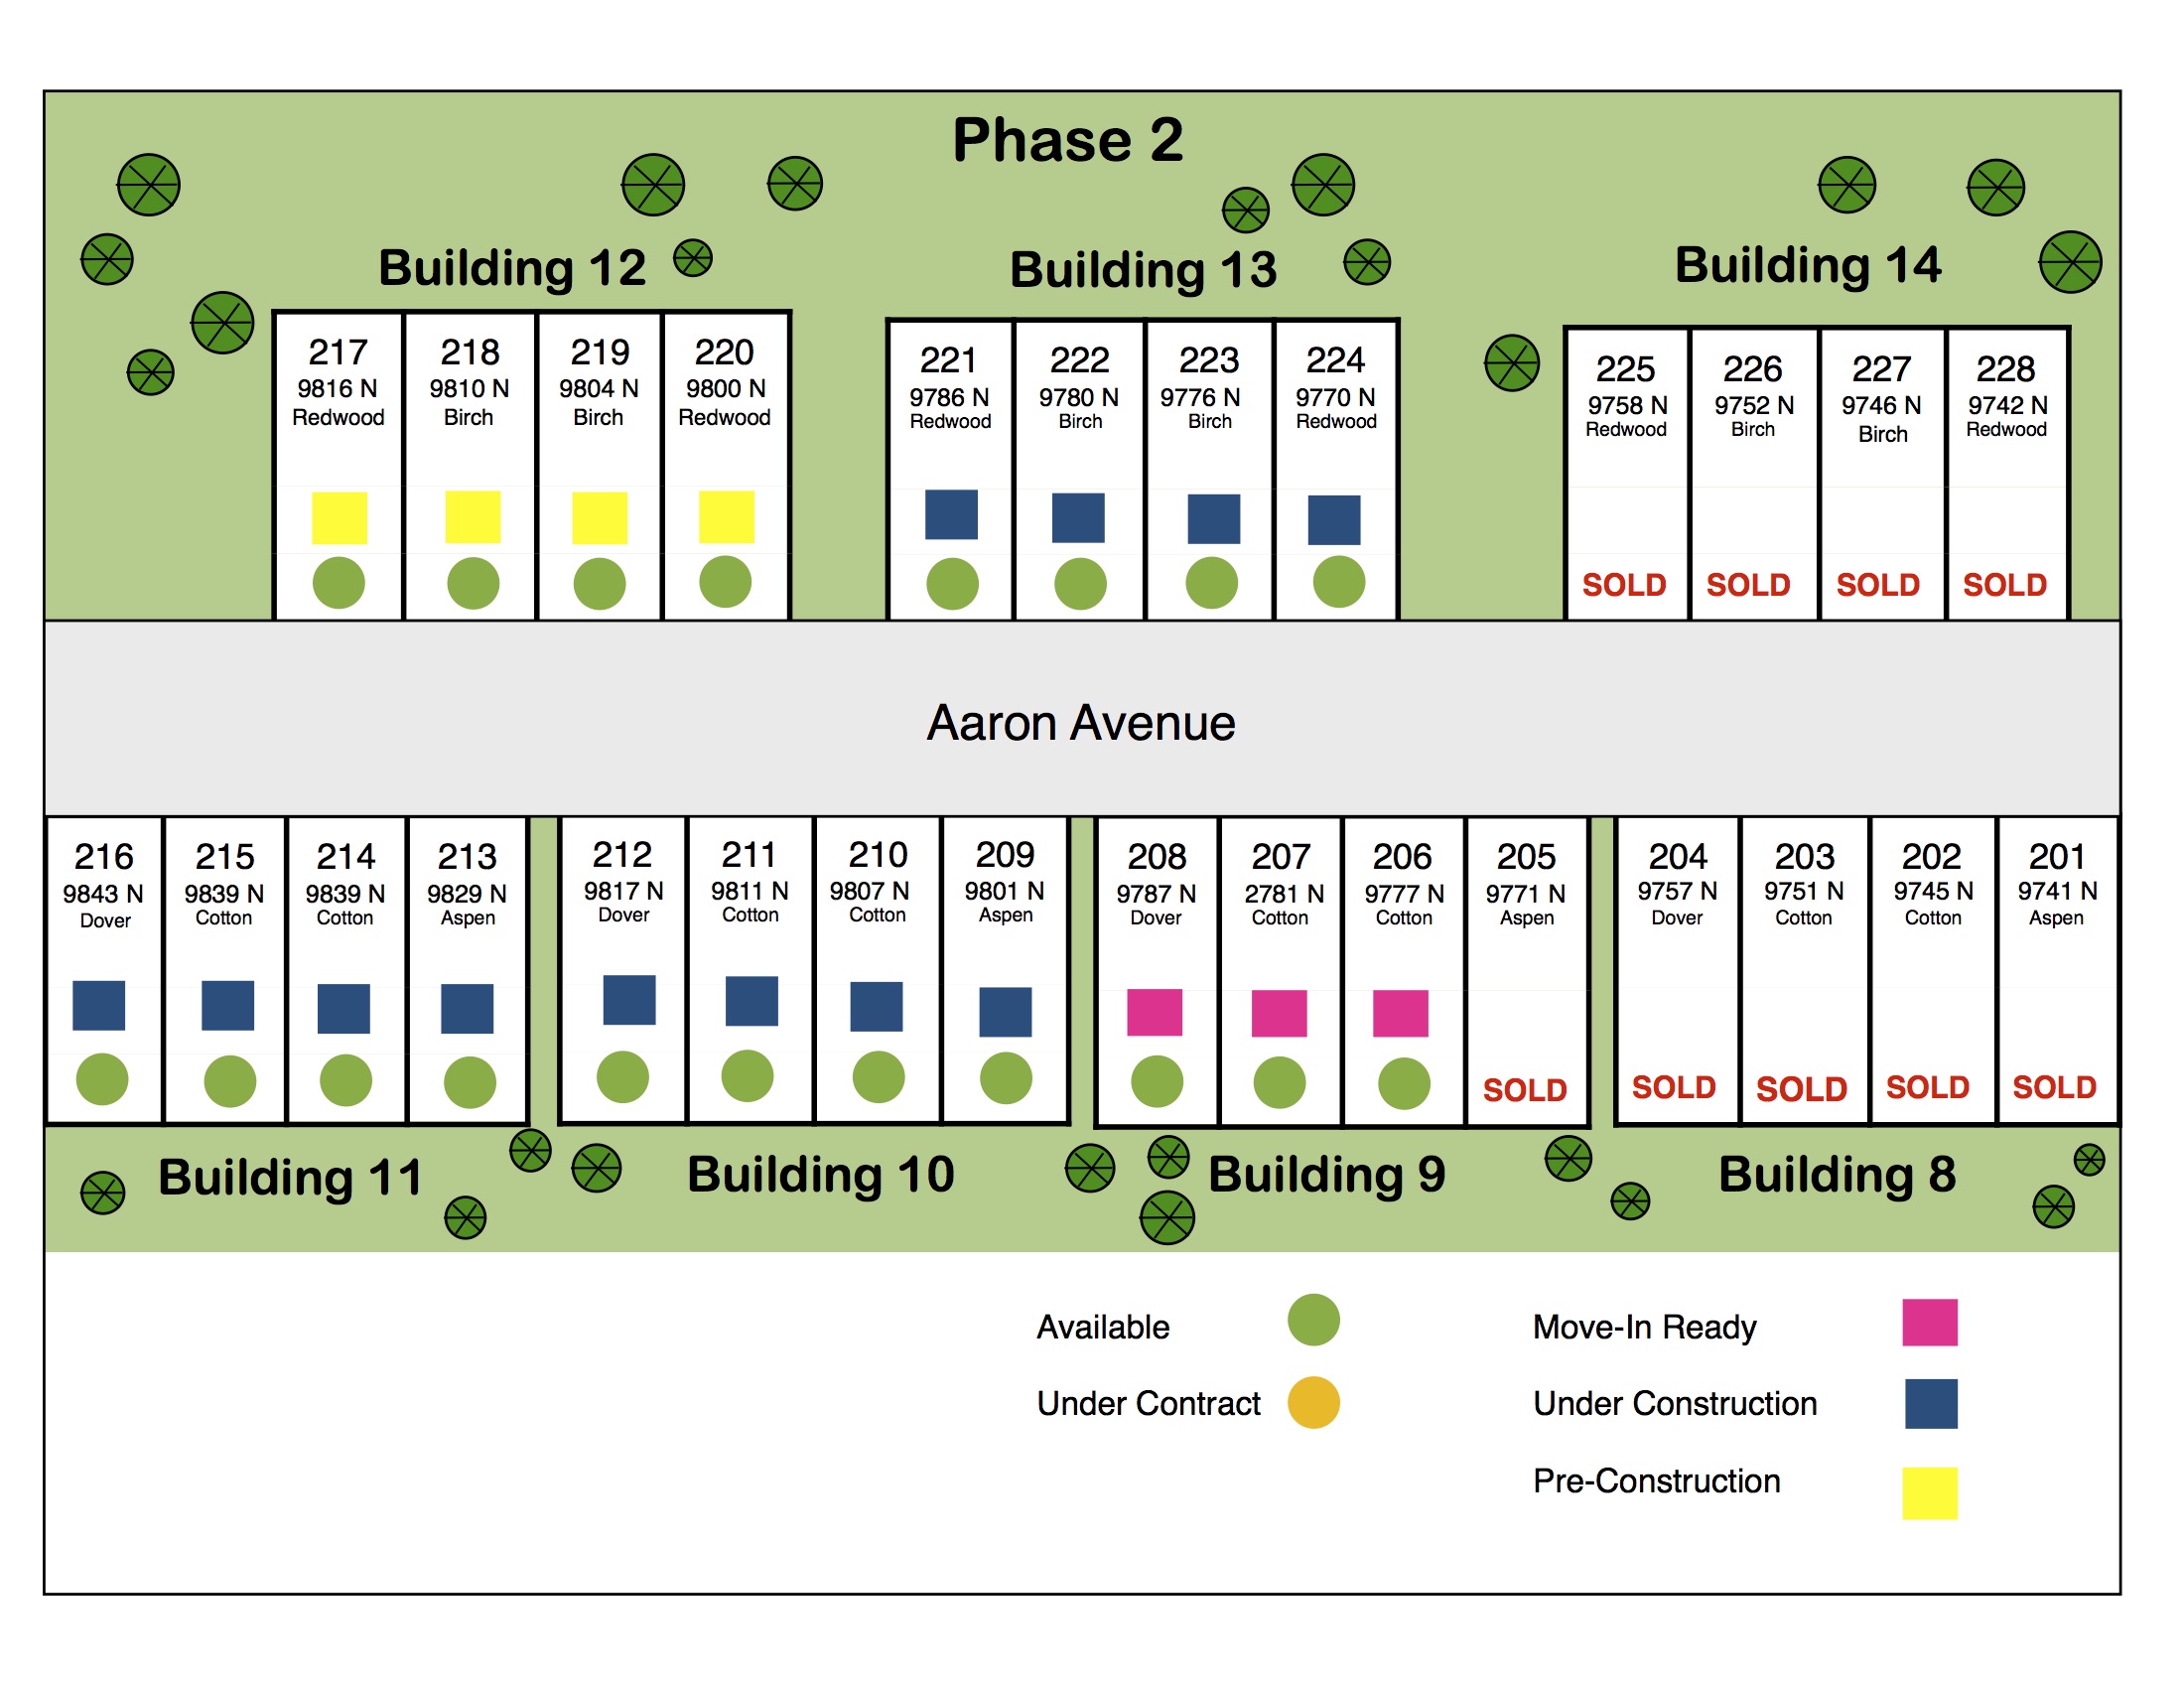 Phase 2
Building 12
Building 13
Building 14
217
9816 N
Redwood
218
9810 N
Birch
219
9804 N
Birch
220
9800 N
Redwood
221
9786 N
Redwood
222
9780 N
Birch
223
9776 N
Birch
224
9770 N
Redwood
225
9758 N
Redwood
SOLD
226
9752 N
Birch
SOLD
227
9746 N
Birch
SOLD
228
9742 N
Redwood
SOLD
Aaron Avenue
216
9843 N
Dover
215
9839 N
Cotton
214
9839 N
Cotton
213
9829 N
Aspen
212
9817 N
Dover
211
9811 N
Cotton
210
9807 N
Cotton
209
9801 N
Aspen
208
9787 N
Dover
207
2781 N
Cotton
206
9777 N
Cotton
205
9771 N
Aspen
SOLD
204
9757 N
Dover
SOLD
203
9751 N
Cotton
SOLD
202
9745 N
Cotton
SOLD
201
9741 N
Aspen
SOLD
Building 11
Building 10
Building 9
Building 8
Available
Under Contract
Move-In Ready
Under Construction
Pre-Construction